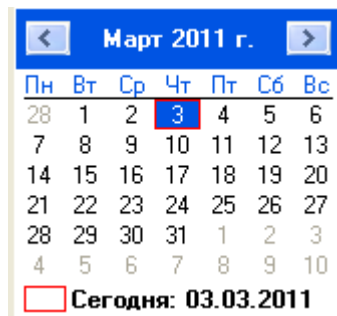 Март 2011 г.
Пн Вт Ср Чт Пт Сб Вс
28 1 2 3 4 5 6
7 8 9 10 11 12 13
14 15 16 17 18 19 20
21 22 23 24 25 26 27
28 29 30 31 1 2 3
4 5 6 7 8 9 10
Сегодня: 03.03.2011